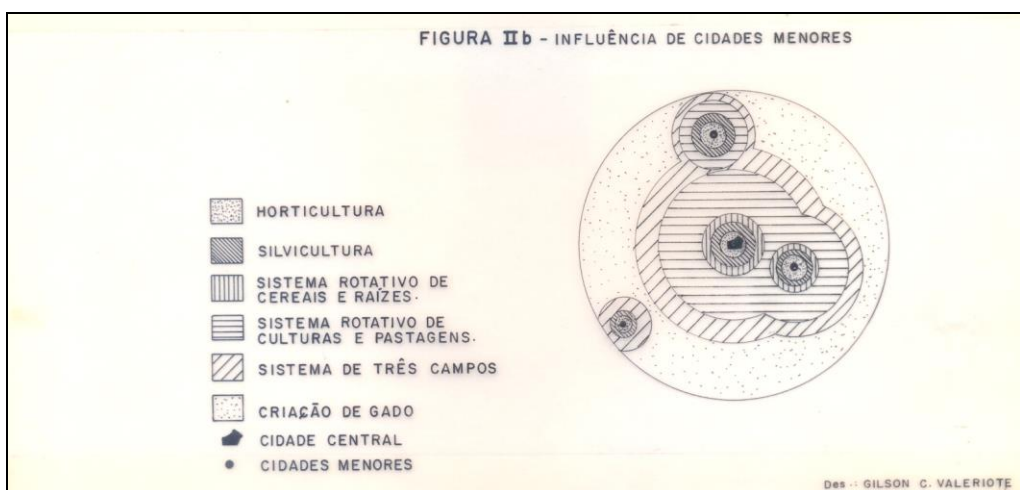 FIGURA IIb - INFLUÊNCIA DE CIDADES MENORES
HORTICULTURA
SILVICULTURA
SISTEMA ROTATIVO DE
CEREAIS E RAÍZES.
SISTEMA ROTATIVO DE
CULTURAS E PASTAGENS.
SISTEMA DE TRÊS CAMPOS
CRIAÇÃO DE GADO
CIDADE CENTRAL
CIDADES MENORES
Des.: GILSON C. VALERIOTE